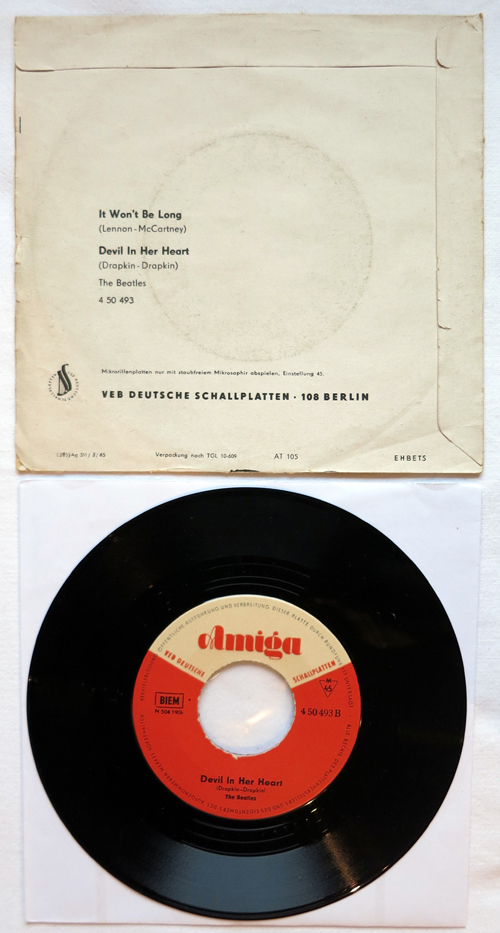 It Won't Be Long
(Lennon - McCartney)
Devil In Her Heart
(Drapkin - Drapkin)
The Beatles
4 50 493
Mikrorillenplatten nur mit staubfreiem Mikrosaphir abspielen, Einstellung 45.
VEB DEUTSCHE SCHALLPLATTEN · 108 BERLIN
Verpackung nach TGL 10-609
AT 105
EHBETS
Amiga
VEB DEUTSCHE SCHALLPLATTEN
BIEM
M
45
4 50 493 B
Devil In Her Heart
(Drapkin-Drapkin)
The Beatles